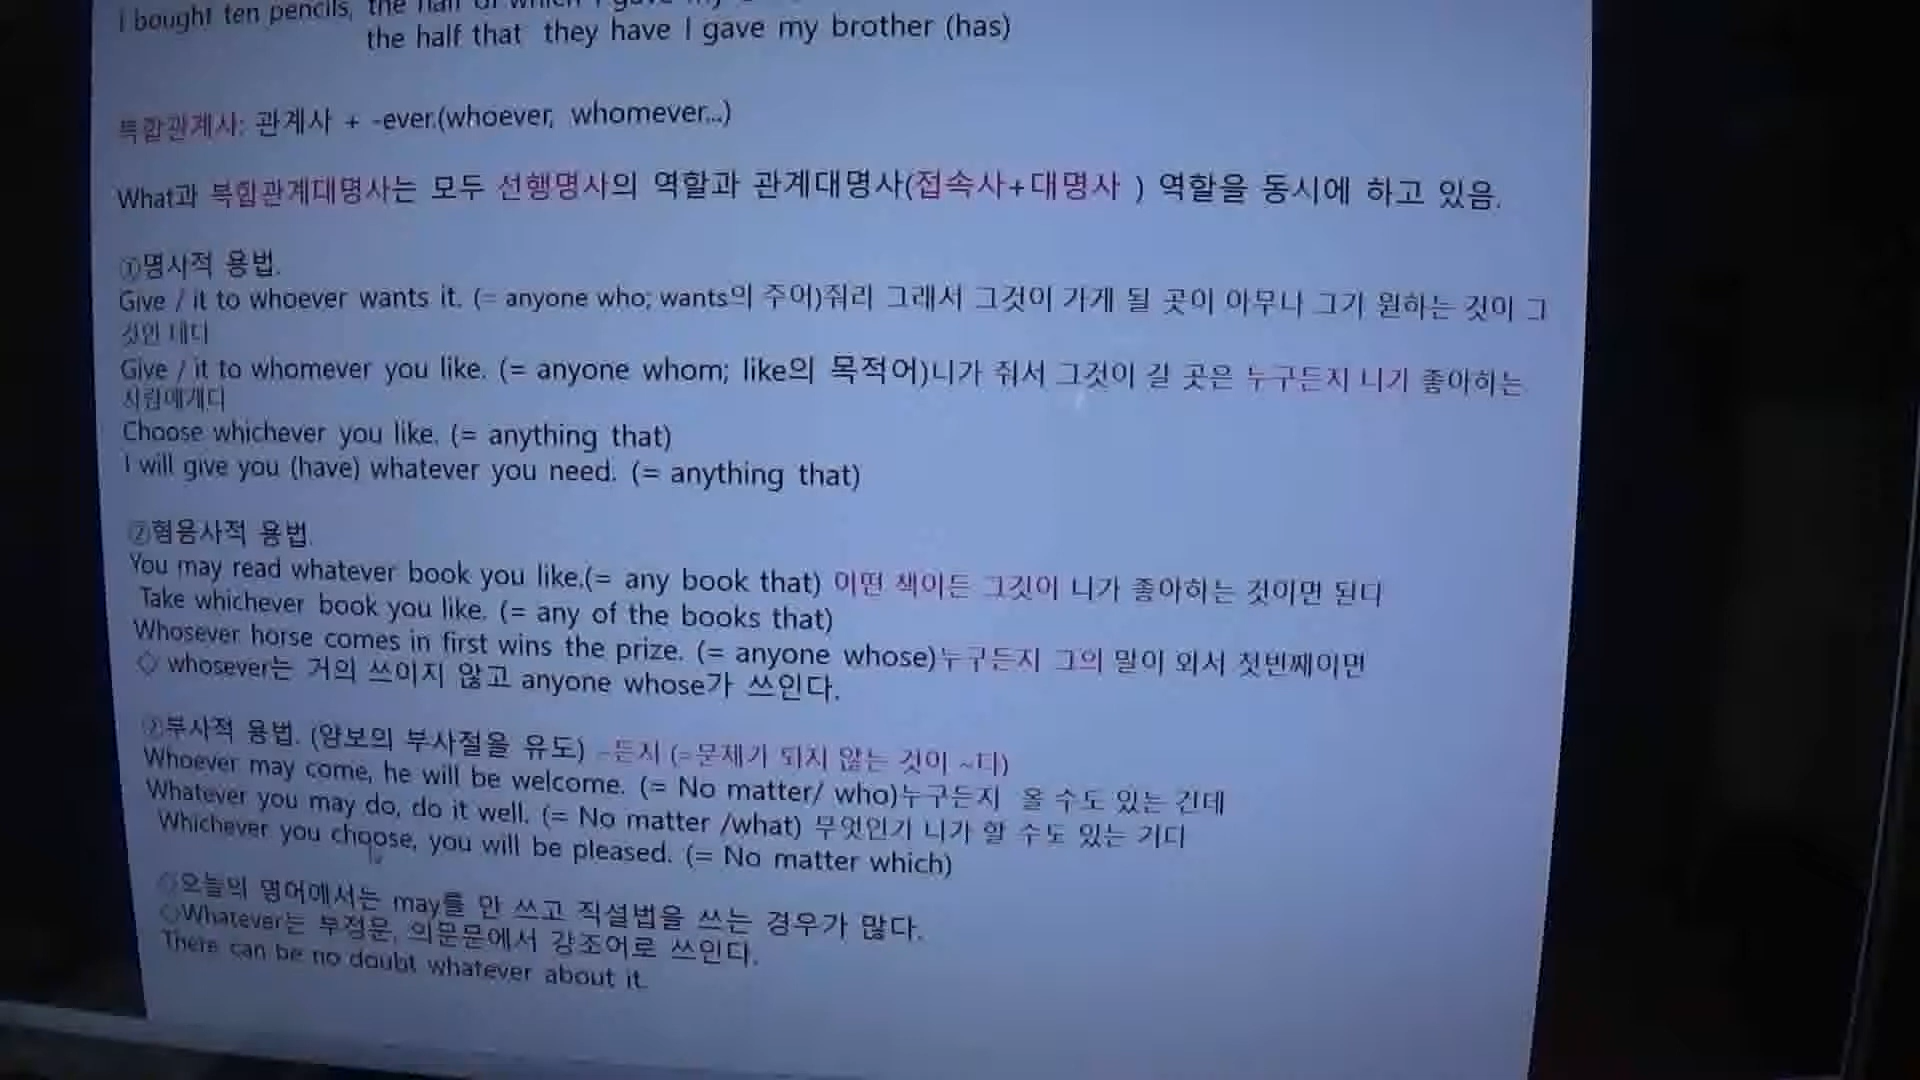 I bought ten pencils, the half of which I gave my
the half that they have I gave my brother (has)
복합관계사: 관계사 + -ever.(whoever, whomever...)
What과 복합관계대명사는 모두 선행명사의 역할과 관계대명사(접속사+대명사 ) 역할을 동시에 하고 있음.
①명사적 용법.
Give / it to whoever wants it. (= anyone who; wants의 주어)줘라 그래서 그것이 가게 될 곳이 아무나 그가 원하는 것이 그
것인 데다
Give / it to whomever you like. (= anyone whom; like의 목적어)니가 줘서 그것이 갈 곳은 누구든지 니가 좋아하는
사람에게다
Choose whichever you like. (= anything that)
I will give you (have) whatever you need. (= anything that)
②형용사적 용법.
You may read whatever book you like.(= any book that) 어떤 책이든 그것이 니가 좋아하는 것이면 된다
Take whichever book you like. (= any of the books that)
Whosever horse comes in first wins the prize. (= anyone whose)누구든지 그의 말이 와서 첫번째이면
◇ whosever는 거의 쓰이지 않고 anyone whose가 쓰인다.
부사적 용법. (양보의 부사절을 유도) ~든지 (=문제가 되지 않는 것이 ~다)
Whoever may come, he will be welcome. (= No matter/ who)누구든지 올 수도 있는 건데
Whatever you may do, do it well. (= No matter /what) 무엇인가 니가 할 수도 있는 거다
Whichever you choose, you will be pleased. (= No matter which)
◇오늘의 영어에서는 may를 안 쓰고 직설법을 쓰는 경우가 많다.
◇Whatever는 부정문, 의문문에서 강조어로 쓰인다.
There can be no doubt whatever about it.